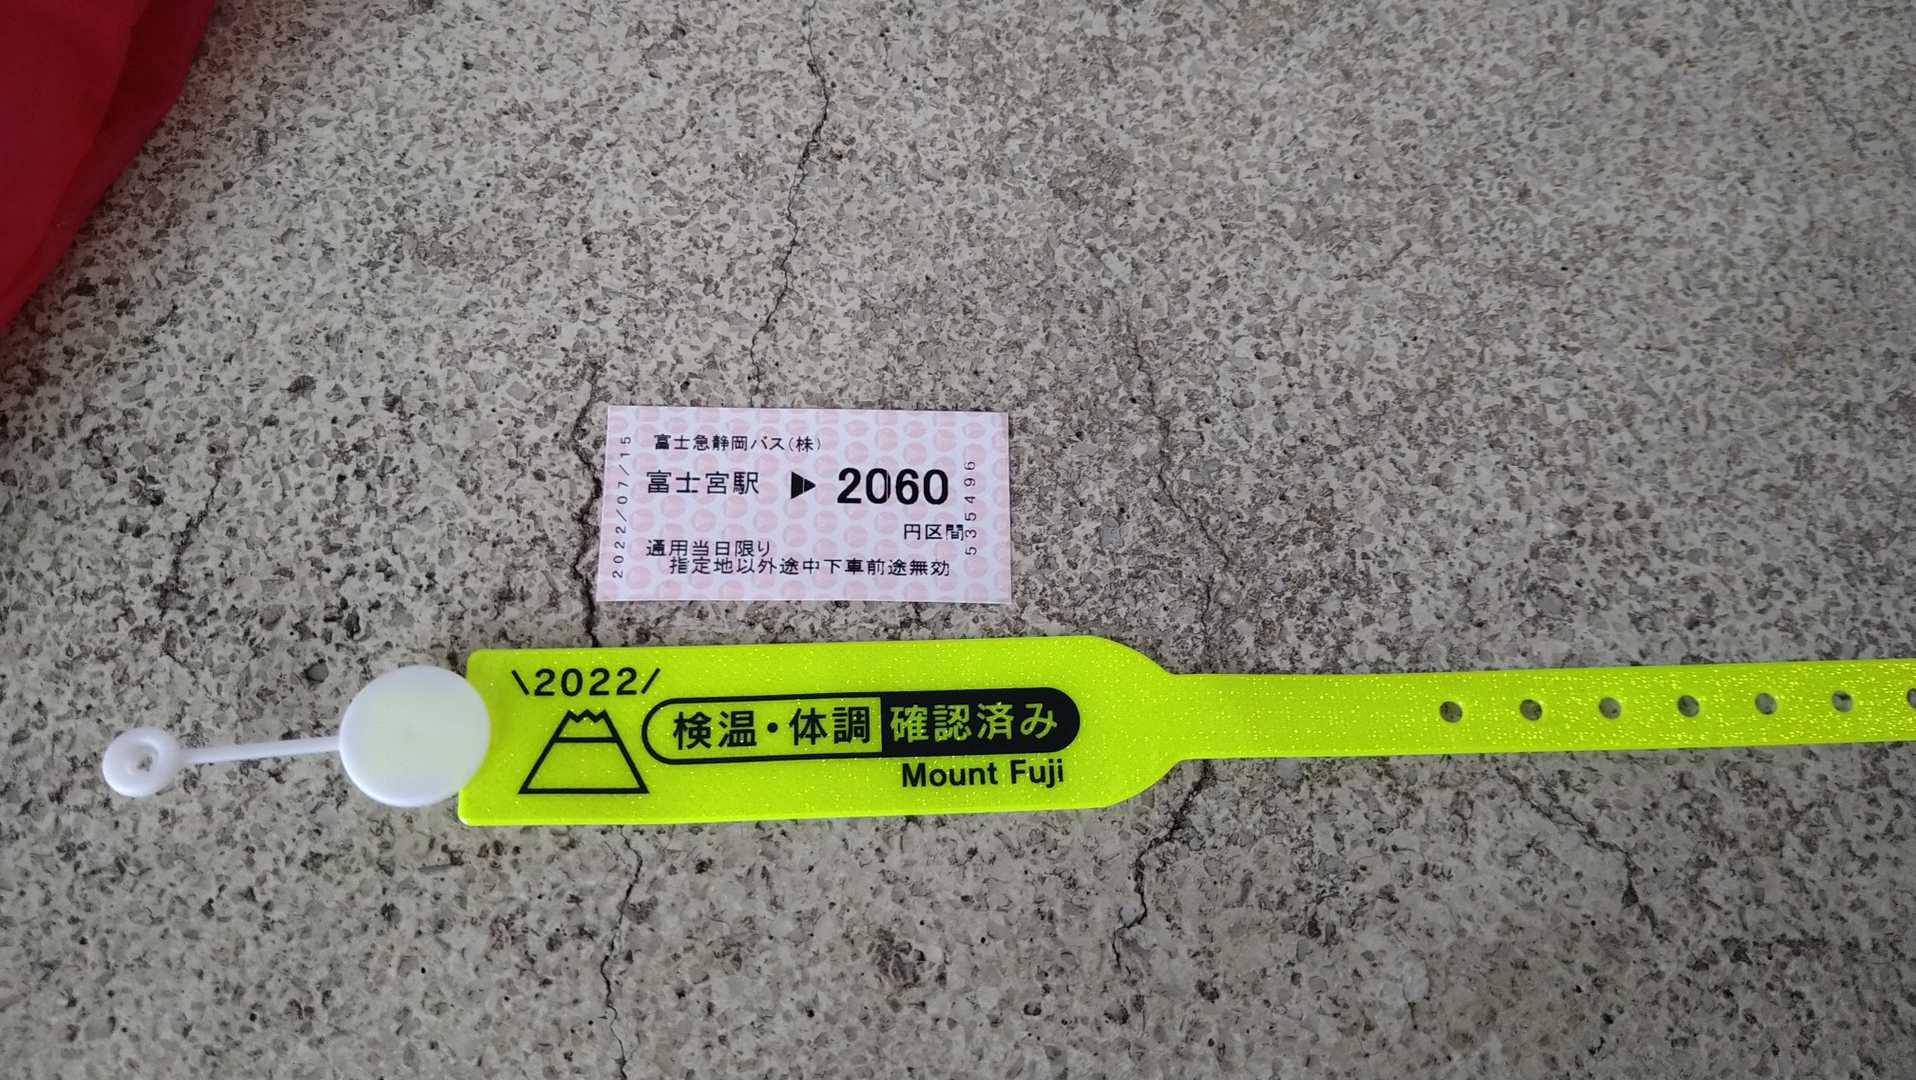 富士急静岡バス(株)
富士宮駅 ▶ 2060
円区間
通用当日限り
指定地以外途中下車前途無効
2022/07/15
535496
\2022/
検温・体調確認済み
Mount Fuji